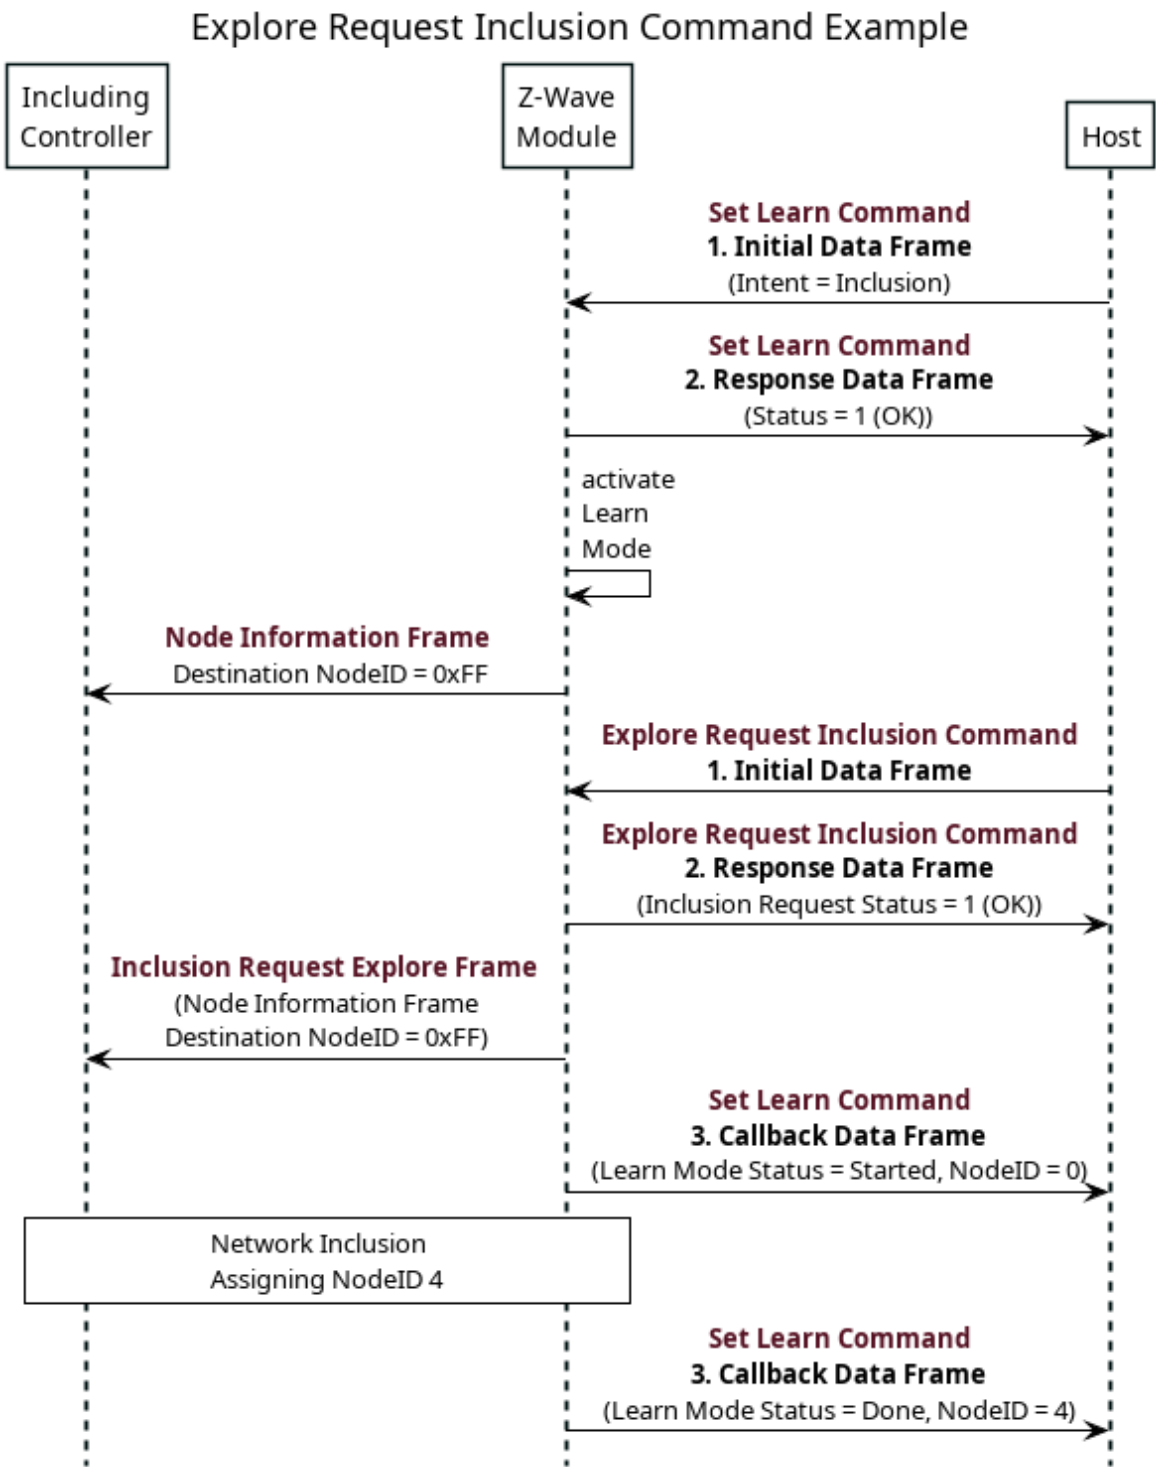 Explore Request Inclusion Command Example
Including
Controller
Z-Wave
Module
Host
Set Learn Command
1. Initial Data Frame
(Intent = Inclusion)
Set Learn Command
2. Response Data Frame
(Status = 1 (OK))
activate
Learn
Mode
Node Information Frame
Destination NodeID = 0xFF
Explore Request Inclusion Command
1. Initial Data Frame
Explore Request Inclusion Command
2. Response Data Frame
(Inclusion Request Status = 1 (OK))
Inclusion Request Explore Frame
(Node Information Frame
Destination NodeID = 0xFF)
Set Learn Command
3. Callback Data Frame
(Learn Mode Status = Started, NodeID = 0)
Network Inclusion
Assigning NodeID 4
Set Learn Command
3. Callback Data Frame
(Learn Mode Status = Done, NodeID = 4)